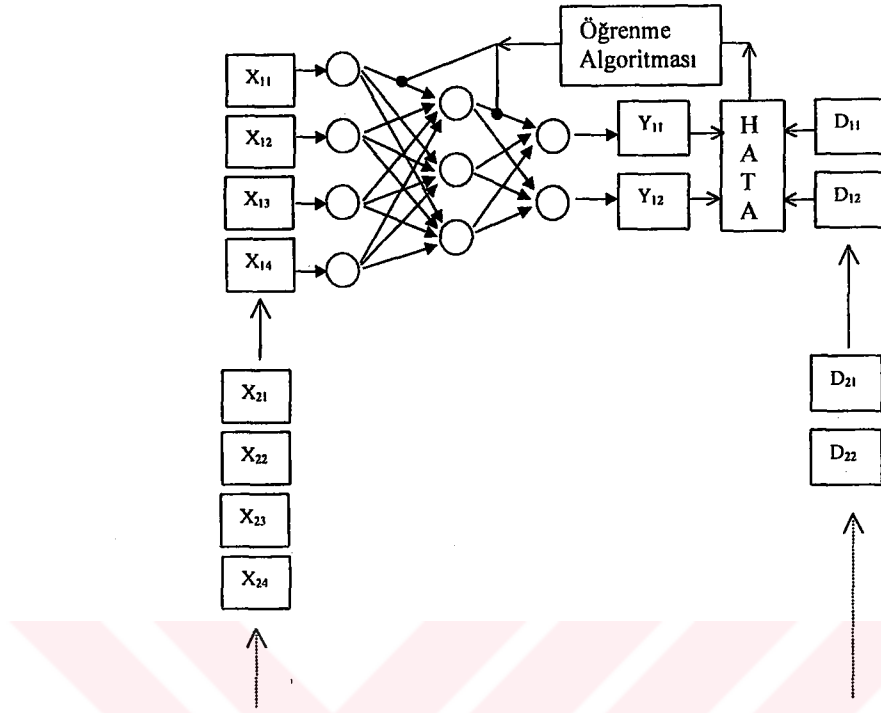 Öğrenme
Algoritması
X11
X12
X13
X14
Y11
Y12
H
A
T
A
D11
D12
X21
X22
X23
X24
D21
D22